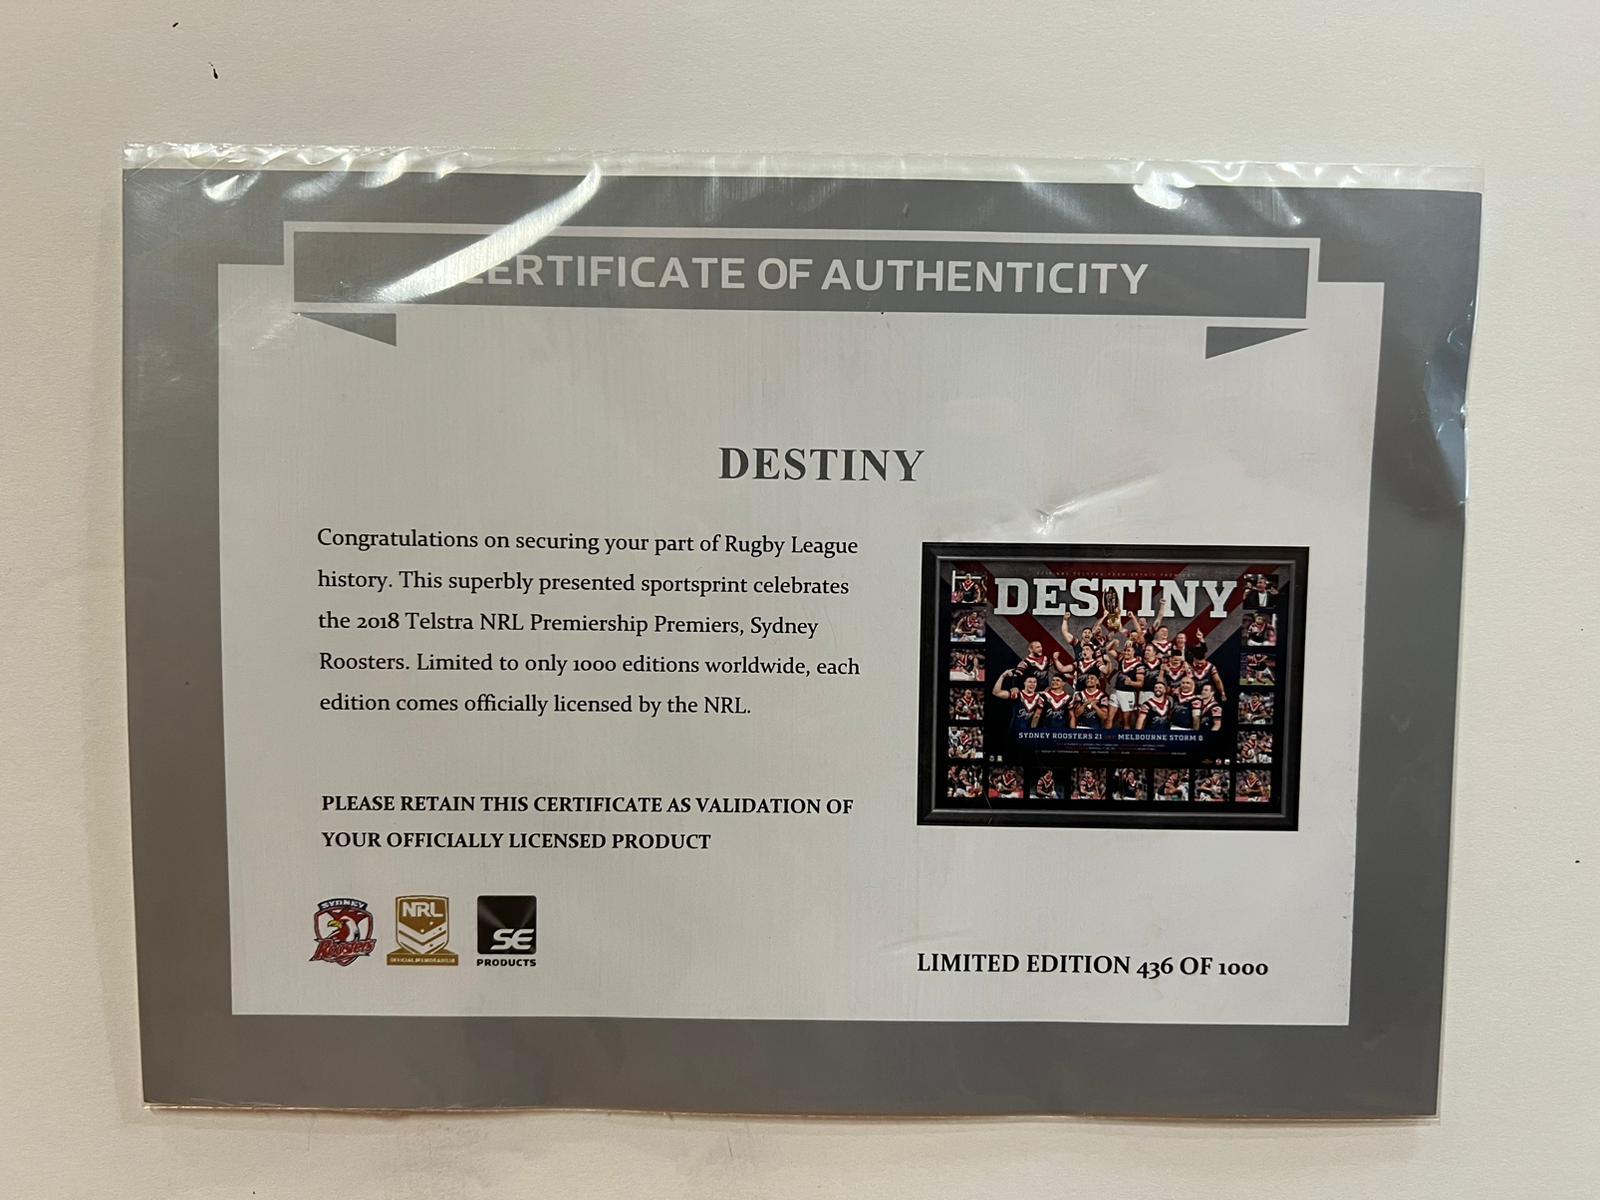 CERTIFICATE OF AUTHENTICITY
DESTINY
Congratulations on securing your part of Rugby League
history. This superbly presented sportsprint celebrates
the 2018 Telstra NRL Premiership Premiers, Sydney
Roosters. Limited to only 1000 editions worldwide, each
edition comes officially licensed by the NRL.
PLEASE RETAIN THIS CERTIFICATE AS VALIDATION OF
YOUR OFFICIALLY LICENSED PRODUCT
DESTINY
SYDNEY ROOSTERS 21 MELBOURNE STORM 6
SYDNEY
Roosters
NRL
OFFICIAL MEMORABILIA
SE
PRODUCTS
LIMITED EDITION 436 OF 1000